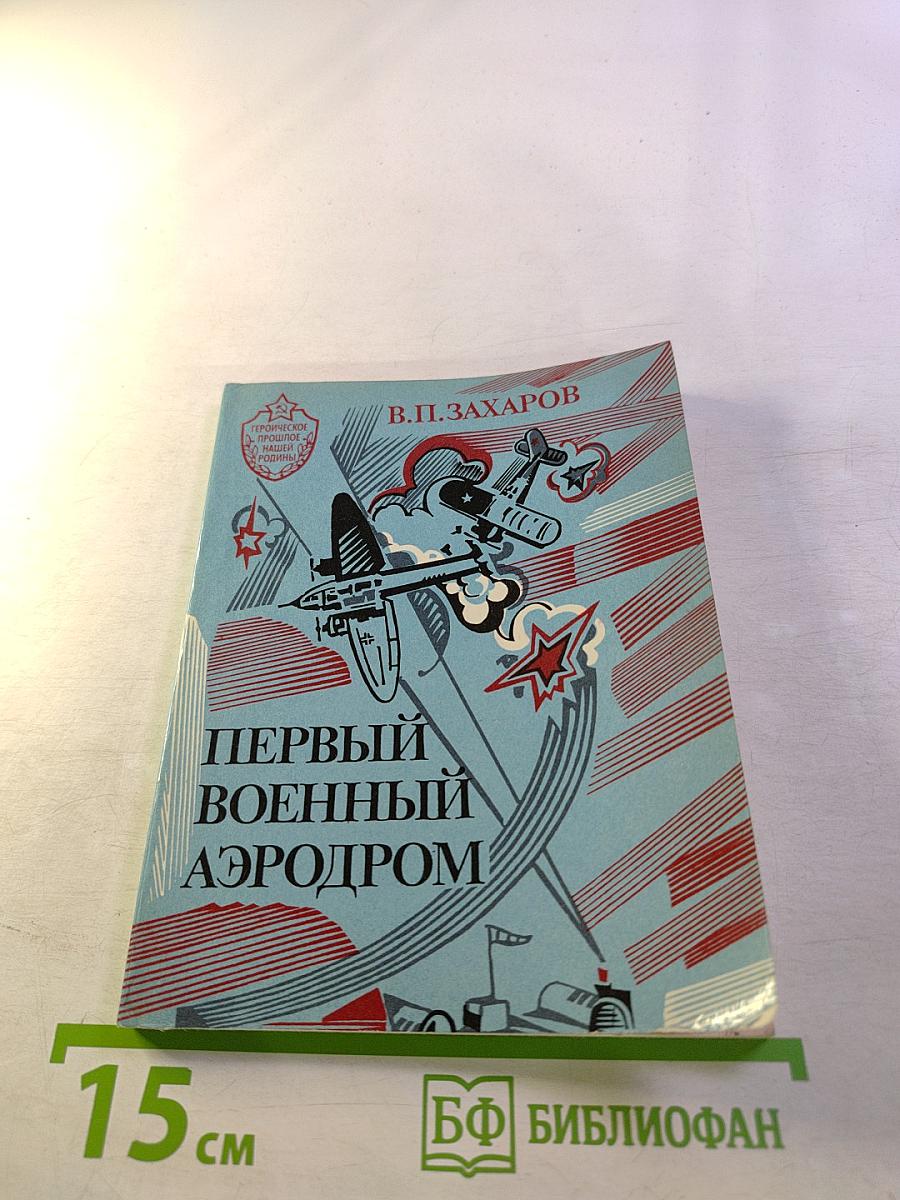 В.П.ЗАХАРОВ
ГЕРОИЧЕСКОЕ
ПРОШЛОЕ
НАШЕЙ
РОДИНЫ
ПЕРВЫЙ
ВОЕННЫЙ
АЭРОДРОМ
15 см
БФ БИБЛИОФАН